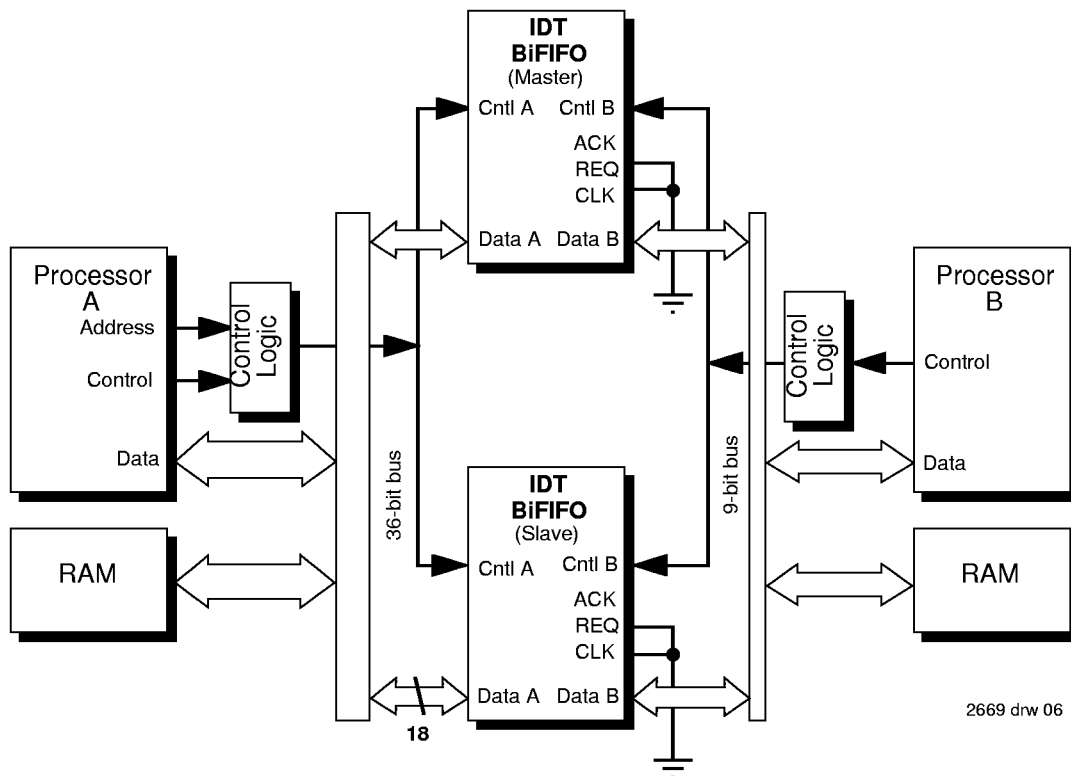 IDT
BiFIFO
(Master)
Cntl A
Cntl B
ACK
REQ
CLK
Data A
Data B
Processor
A
Address
Control
Data
Control
Logic
RAM
36-bit bus
9-bit bus
Processor
B
Control
Data
Control
Logic
RAM
IDT
BiFIFO
(Slave)
Cntl A
Cntl B
ACK
REQ
CLK
Data A
Data B
18
2669 drw 06